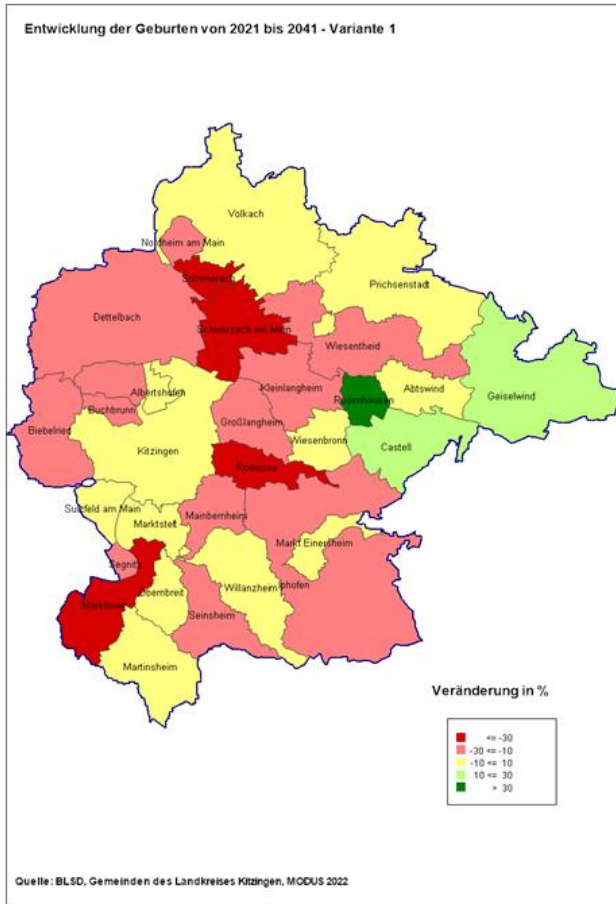 Entwicklung der Geburten von 2021 bis 2041 - Variante 1
Volkach
Nordheim am Main
Sommerach
Prichsenstadt
Dettelbach
Schwarzach am Main
Wiesentheid
Kleinlangheim
Albertshofen
Abtswind
Geiselwind
Rüdenhausen
Buchbrunn
Großlangheim
Biebelried
Wiesenbronn
Castell
Kitzingen
Rödelsee
Sulzfeld am Main
Mainbernheim
Marktsteft
Markt Einersheim
Segnitz
Willanzheim
Iphofen
Obernbreit
Marktbreit
Seinsheim
Martinsheim
Veränderung in %
<= -30
-30 <= -10
-10 <= 10
10 <= 30
> 30
Quelle: BLSD, Gemeinden des Landkreises Kitzingen, MODUS 2022